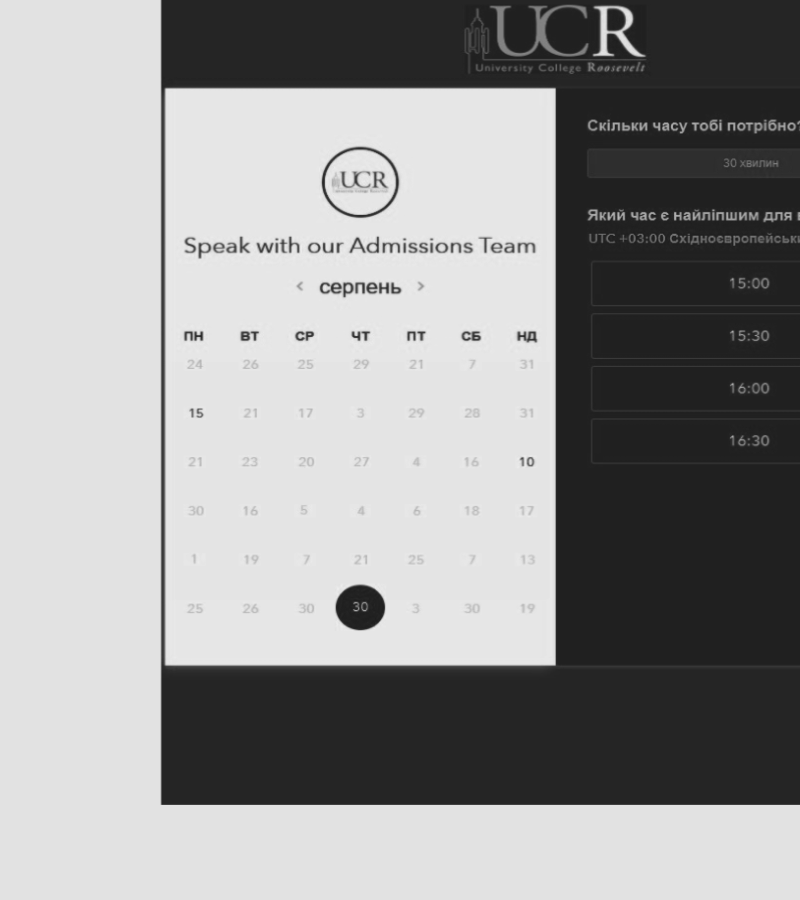 UCR
University College Roosevelt
UCR
Speak with our Admissions Team
< серпень >
ПН ВТ СР ЧТ ПТ СБ НД
24 26 25 29 21 7 31
15 21 17 3 29 28 31
21 23 20 27 4 16 10
30 16 5 4 6 18 17
1 19 7 21 25 7 13
25 26 30 30 3 30 19
Скільки часу тобі потрібно?
30 хвилин
Який час є найліпшим для
UTC +03:00
15:00
15:30
16:00
16:30